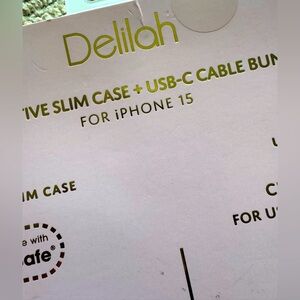 Delilah
TIVE SLIM CASE + USB-C CABLE BUN
FOR iPHONE 15
IM CASE
C
FOR U
e with
afe®